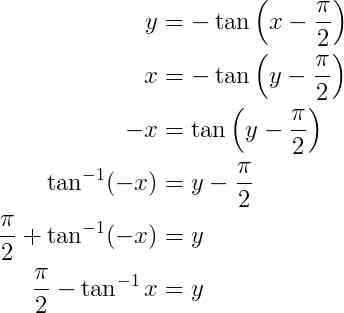 y = − tan(x − π/2)
x = − tan(y − π/2)
−x = tan(y − π/2)
tan⁻¹(−x) = y − π/2
π/2 + tan⁻¹(−x) = y
π/2 − tan⁻¹ x = y